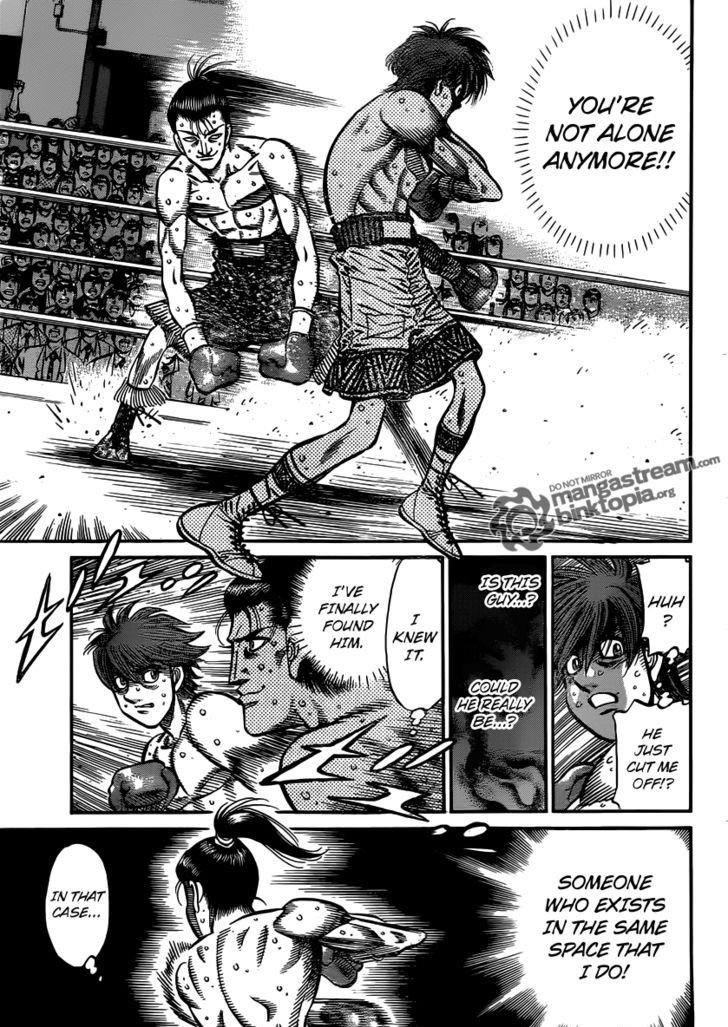 YOU'RE
NOT ALONE
ANYMORE!!
DO NOT MIRROR
mangastream.com
binktopia.org
HUH
?
HE
JUST
CUT ME
OFF!?
IS THIS
GUY...?
COULD
HE REALLY
BE...?
I
KNEW
IT.
I'VE
FINALLY
FOUND
HIM.
SOMEONE
WHO EXISTS
IN THE SAME
SPACE THAT
I DO!
IN THAT
CASE...